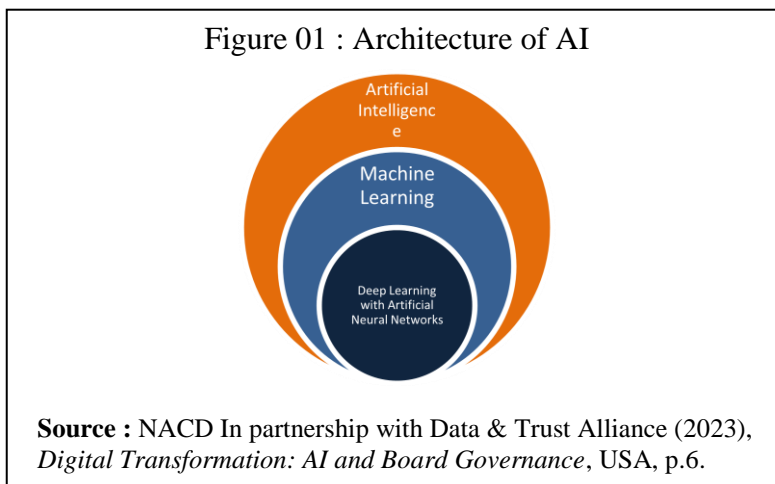 Figure 01 : Architecture of AI
Artificial
Intelligenc
e
Machine
Learning
Deep Learning
with Artificial
Neural Networks
Source : NACD In partnership with Data & Trust Alliance (2023),
Digital Transformation: AI and Board Governance, USA, p.6.